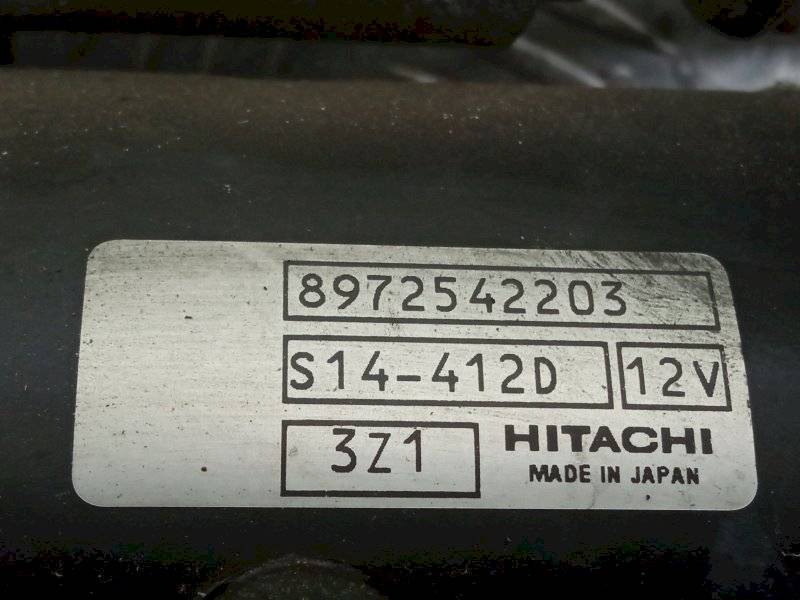 8972542203
S14-412D 12V
3Z1 HITACHI
MADE IN JAPAN